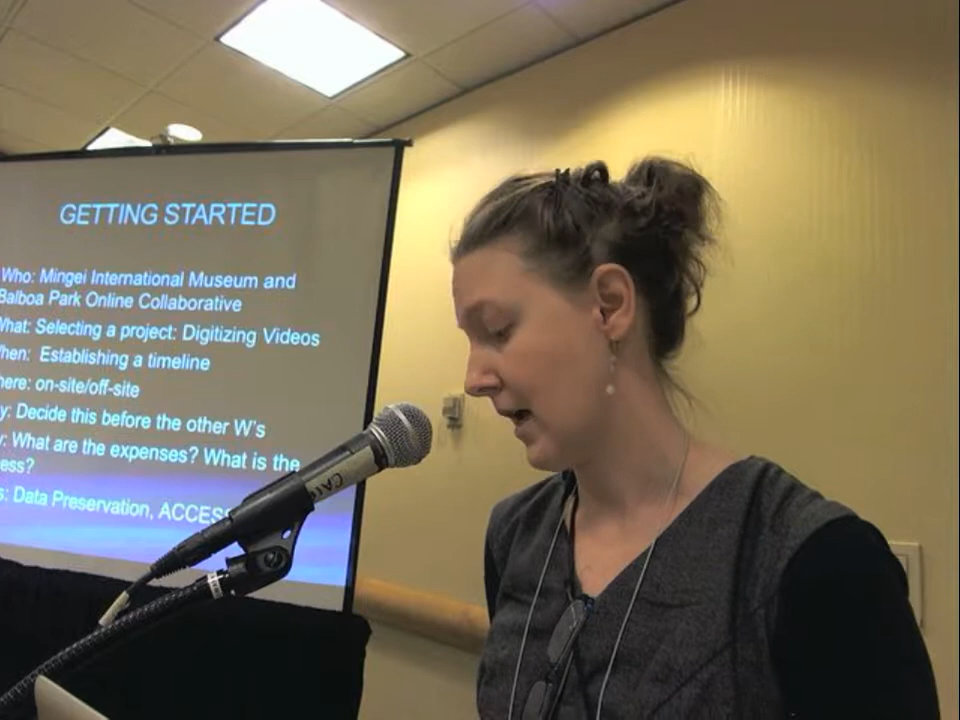 GETTING STARTED
Who: Mingei International Museum and
Balboa Park Online Collaborative
What: Selecting a project: Digitizing Videos
hen: Establishing a timeline
here: on-site/off-site
y: Decide this before the other W's
: What are the expenses? What is the
ess?
s: Data Preservation, ACCESS